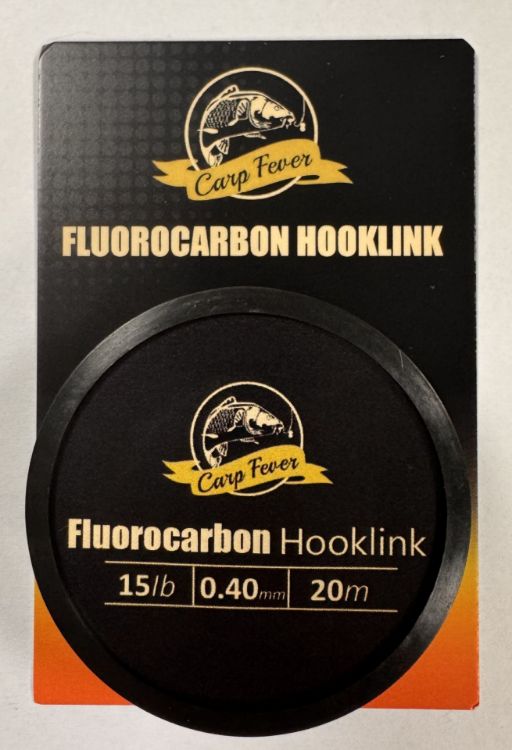 Carp Fever
FLUOROCARBON HOOKLINK
Carp Fever
Fluorocarbon Hooklink
15lb 0.40mm 20m